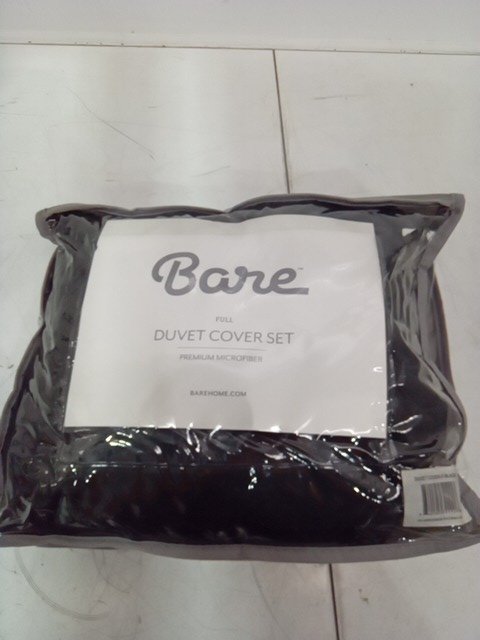 Bare™
FULL
DUVET COVER SET
PREMIUM MICROFIBER
BAREHOME.COM